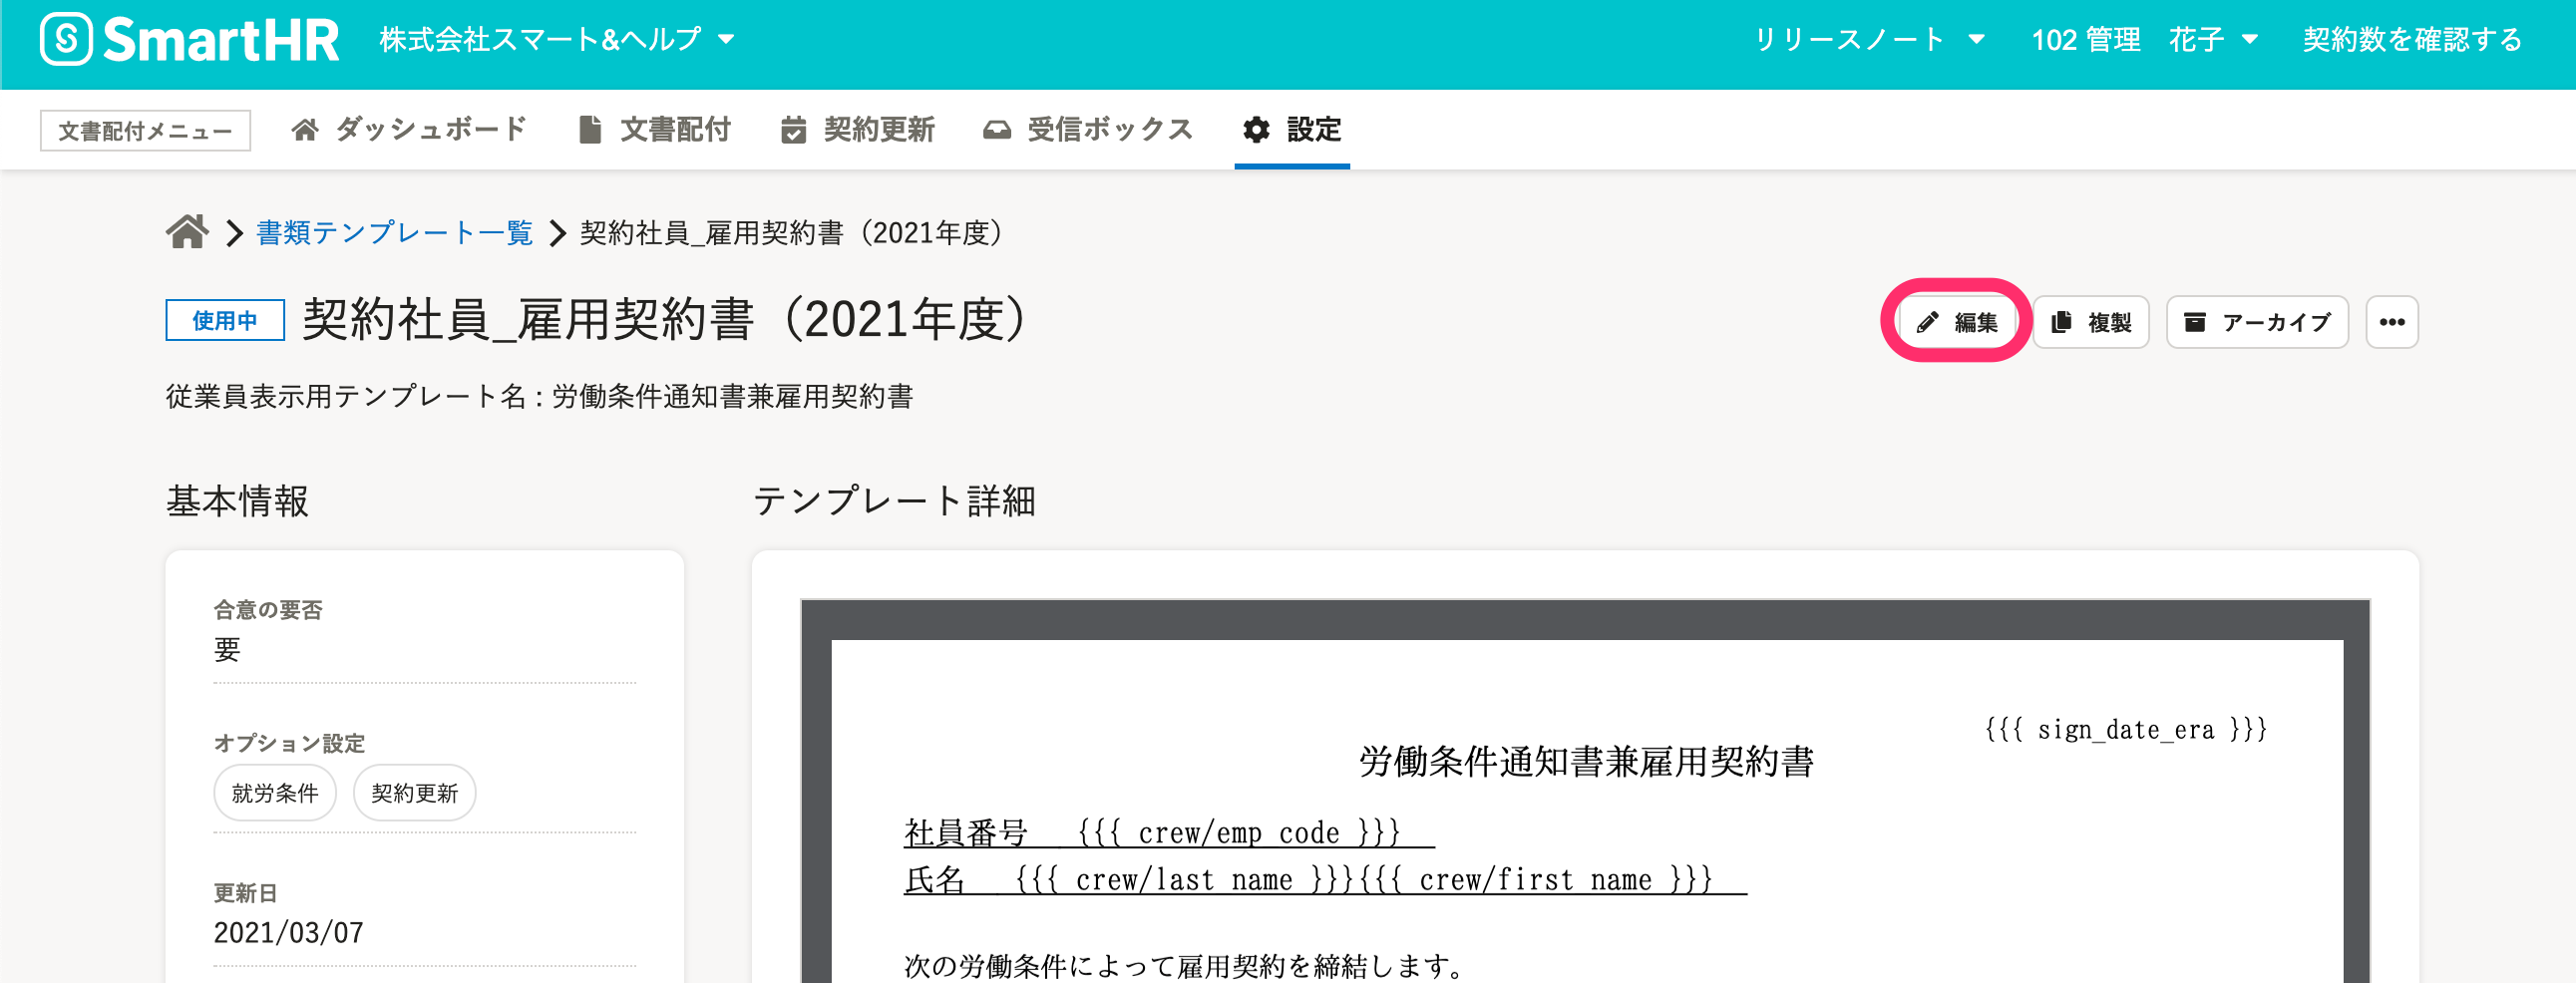 SmartHR 株式会社スマート&ヘルプ リリースノート 102 管理 花子 契約数を確認する
文書配付メニュー ダッシュボード 文書配付 契約更新 受信ボックス 設定
書類テンプレート一覧 契約社員_雇用契約書（2021年度）
使用中 契約社員_雇用契約書（2021年度） 編集 複製 アーカイブ
従業員表示用テンプレート名 : 労働条件通知書兼雇用契約書
基本情報
合意の要否
要
オプション設定
就労条件 契約更新
更新日
2021/03/07
テンプレート詳細
{{{ sign_date_era }}}
労働条件通知書兼雇用契約書
社員番号 {{{ crew/emp_code }}}
氏名 {{{ crew/last_name }}}{{{ crew/first_name }}}
次の労働条件によって雇用契約を締結します。